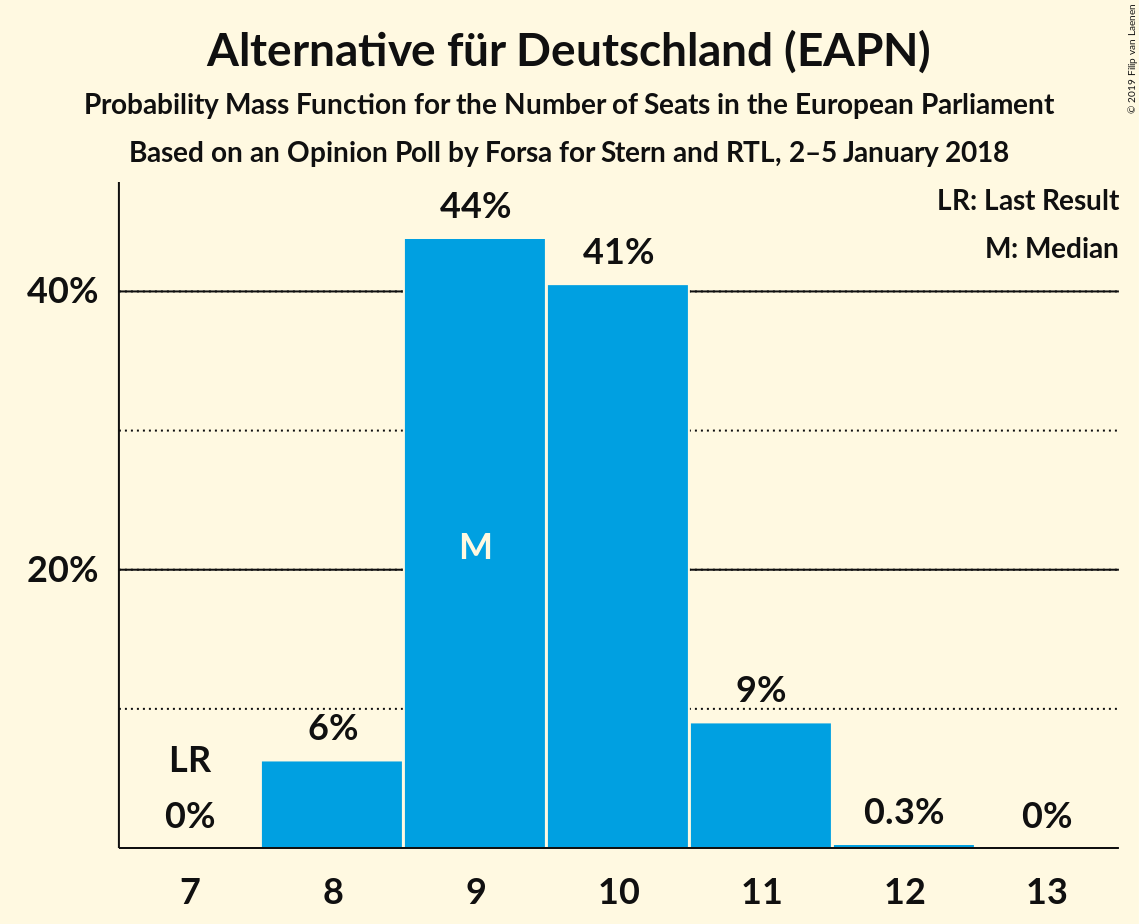 Alternative für Deutschland (EAPN)
Probability Mass Function for the Number of Seats in the European Parliament
Based on an Opinion Poll by Forsa for Stern and RTL, 2–5 January 2018
© 2019 Filip van Laenen
LR: Last Result
M: Median
44%
41%
40%
M
20%
9%
6%
LR
0%
0.3%
0%
7 8 9 10 11 12 13